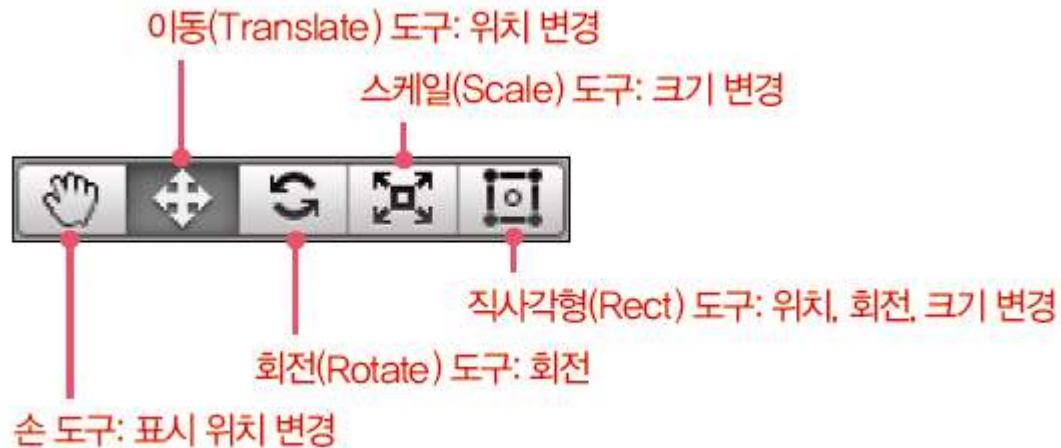 이동(Translate) 도구: 위치 변경
스케일(Scale) 도구: 크기 변경
직사각형(Rect) 도구: 위치, 회전, 크기 변경
회전(Rotate) 도구: 회전
손 도구: 표시 위치 변경